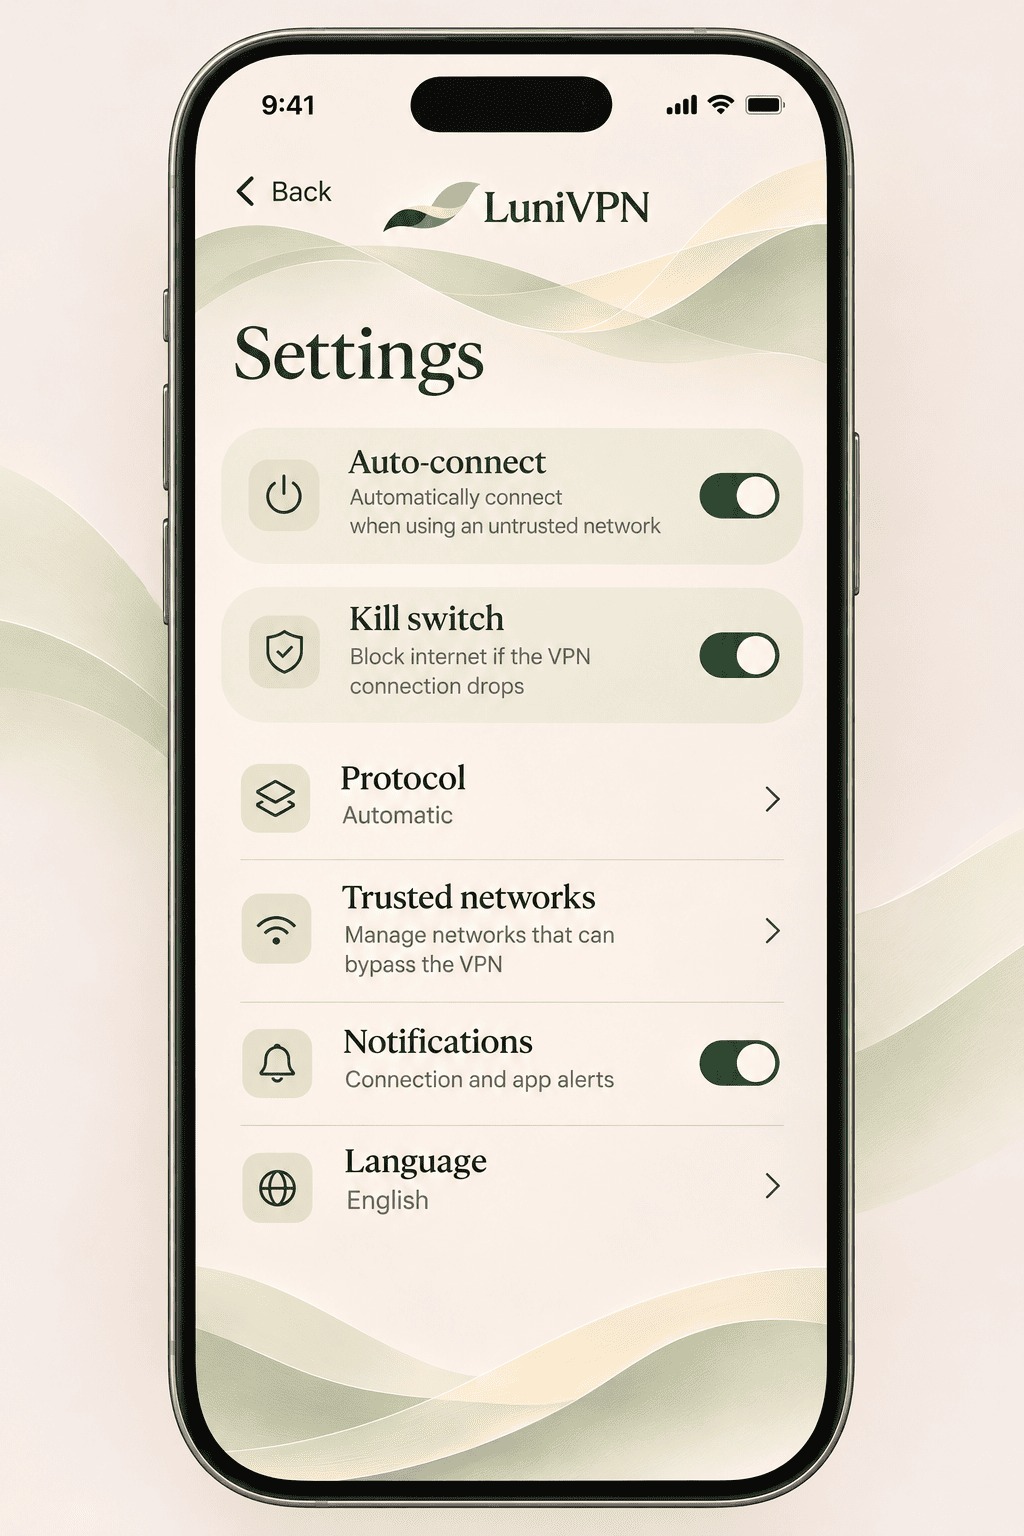 9:41
Back
LuniVPN
Settings
Auto-connect
Automatically connect
when using an untrusted network
Kill switch
Block internet if the VPN
connection drops
Protocol
Automatic
Trusted networks
Manage networks that can
bypass the VPN
Notifications
Connection and app alerts
Language
English